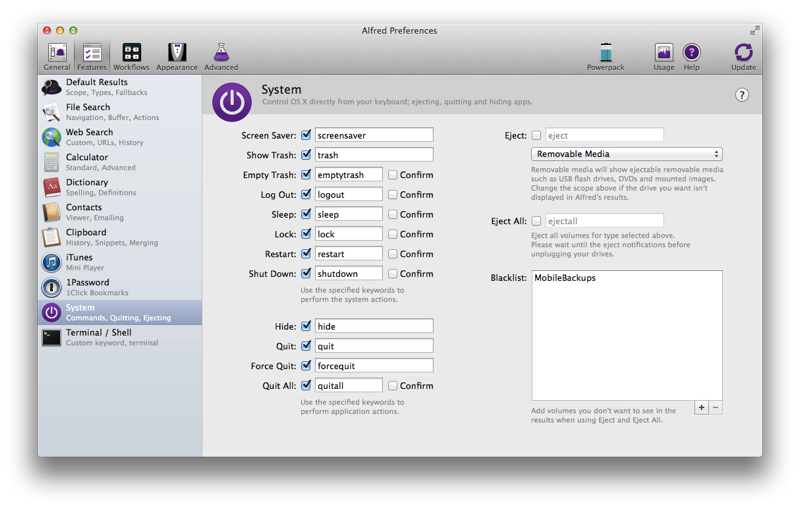 Alfred Preferences
General
Features
Workflows
Appearance
Advanced
Powerpack
Usage
Help
Update
Default Results
Scope, Types, Fallbacks
File Search
Navigation, Buffer, Actions
Web Search
Custom, URLs, History
Calculator
Standard, Advanced
Dictionary
Spelling, Definitions
Contacts
Viewer, Emailing
Clipboard
History, Snippets, Merging
iTunes
Mini Player
1Password
1Click Bookmarks
System
Commands, Quitting, Ejecting
Terminal / Shell
Custom keyword, terminal
System
Control OS X directly from your keyboard; ejecting, quitting and hiding apps.
?
Screen Saver: screensaver
Show Trash: trash
Empty Trash: emptytrash Confirm
Log Out: logout Confirm
Sleep: sleep Confirm
Lock: lock Confirm
Restart: restart Confirm
Shut Down: shutdown Confirm
Use the specified keywords to
perform the system actions.
Hide: hide
Quit: quit
Force Quit: forcequit
Quit All: quitall Confirm
Use the specified keywords to
perform application actions.
Eject: eject
Removable Media
Removable media will show ejectable removable media
such as USB flash drives, DVDs and mounted images.
Change the scope above if the drive you want isn't
displayed in Alfred's results.
Eject All: ejectall
Eject all volumes for type selected above.
Please wait until the eject notifications before
unplugging your drives.
Blacklist: MobileBackups
+ −
Add volumes you don't want to see in the
results when using Eject and Eject All.